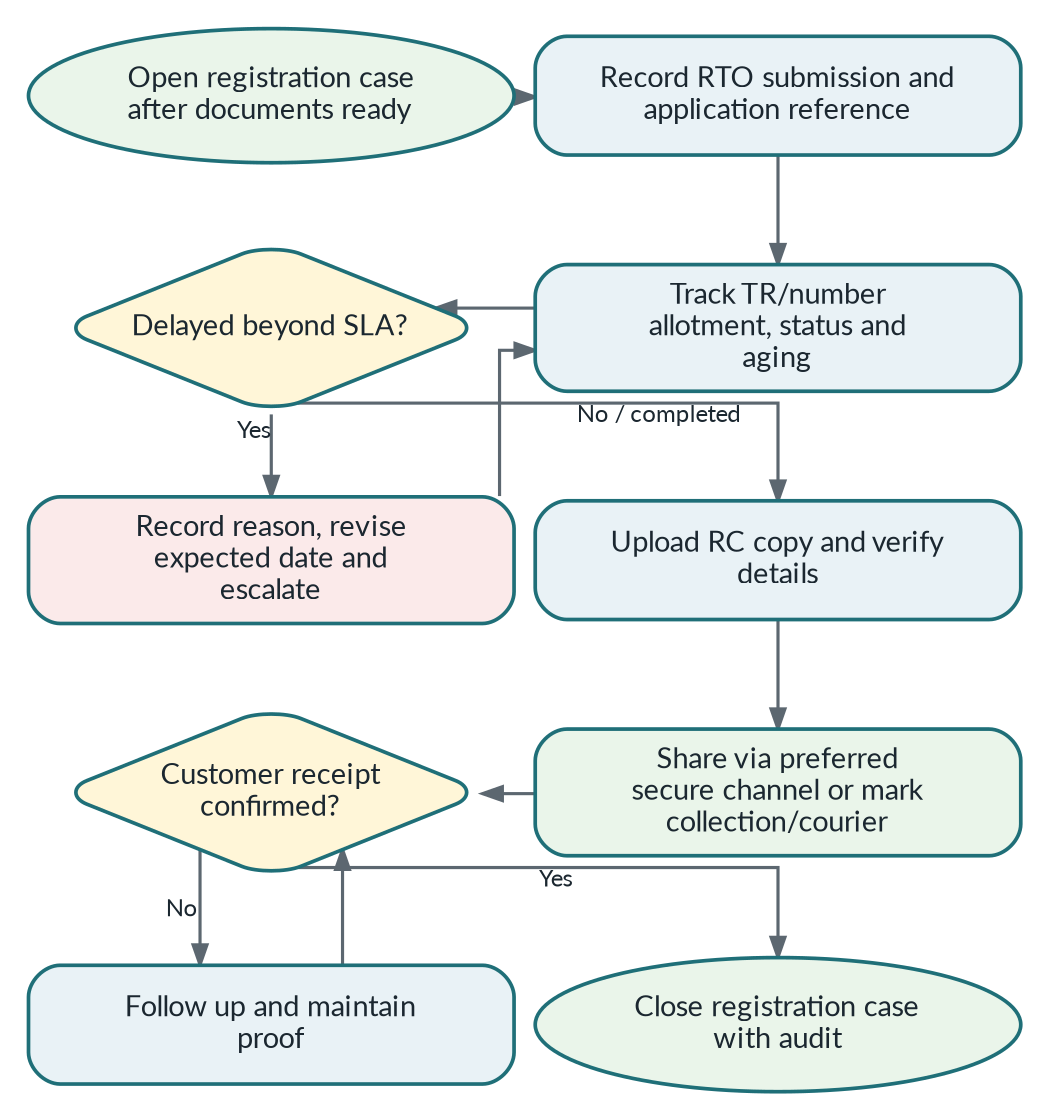 Open registration case
after documents ready
Record RTO submission and
application reference
Track TR/number
allotment, status and
aging
Delayed beyond SLA?
No / completed
Yes
Record reason, revise
expected date and
escalate
Upload RC copy and verify
details
Share via preferred
secure channel or mark
collection/courier
Customer receipt
confirmed?
Yes
No
Follow up and maintain
proof
Close registration case
with audit